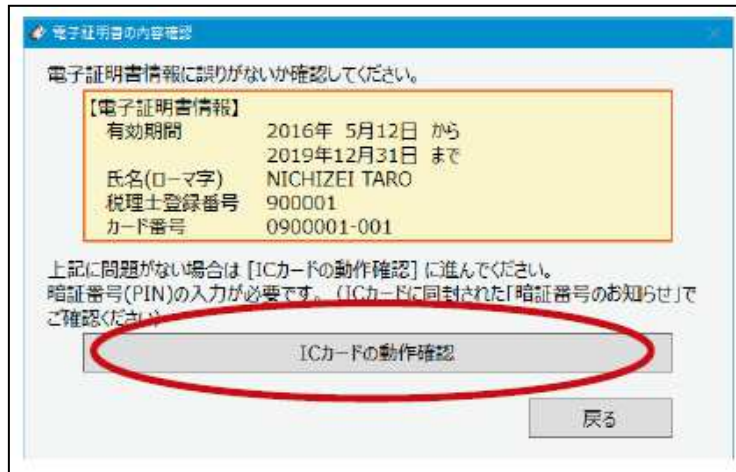 電子証明書の内容確認
電子証明書情報に誤りがないか確認してください。
【電子証明書情報】
有効期間 2016年 5月12日 から
2019年12月31日 まで
氏名(ローマ字) NICHIZEI TARO
税理士登録番号 900001
カード番号 0900001-001
上記に問題がない場合は [ICカードの動作確認] に進んでください。
暗証番号(PIN)の入力が必要です。 (ICカードに同封された「暗証番号のお知らせ」で
ご確認ください)
ICカードの動作確認
戻る